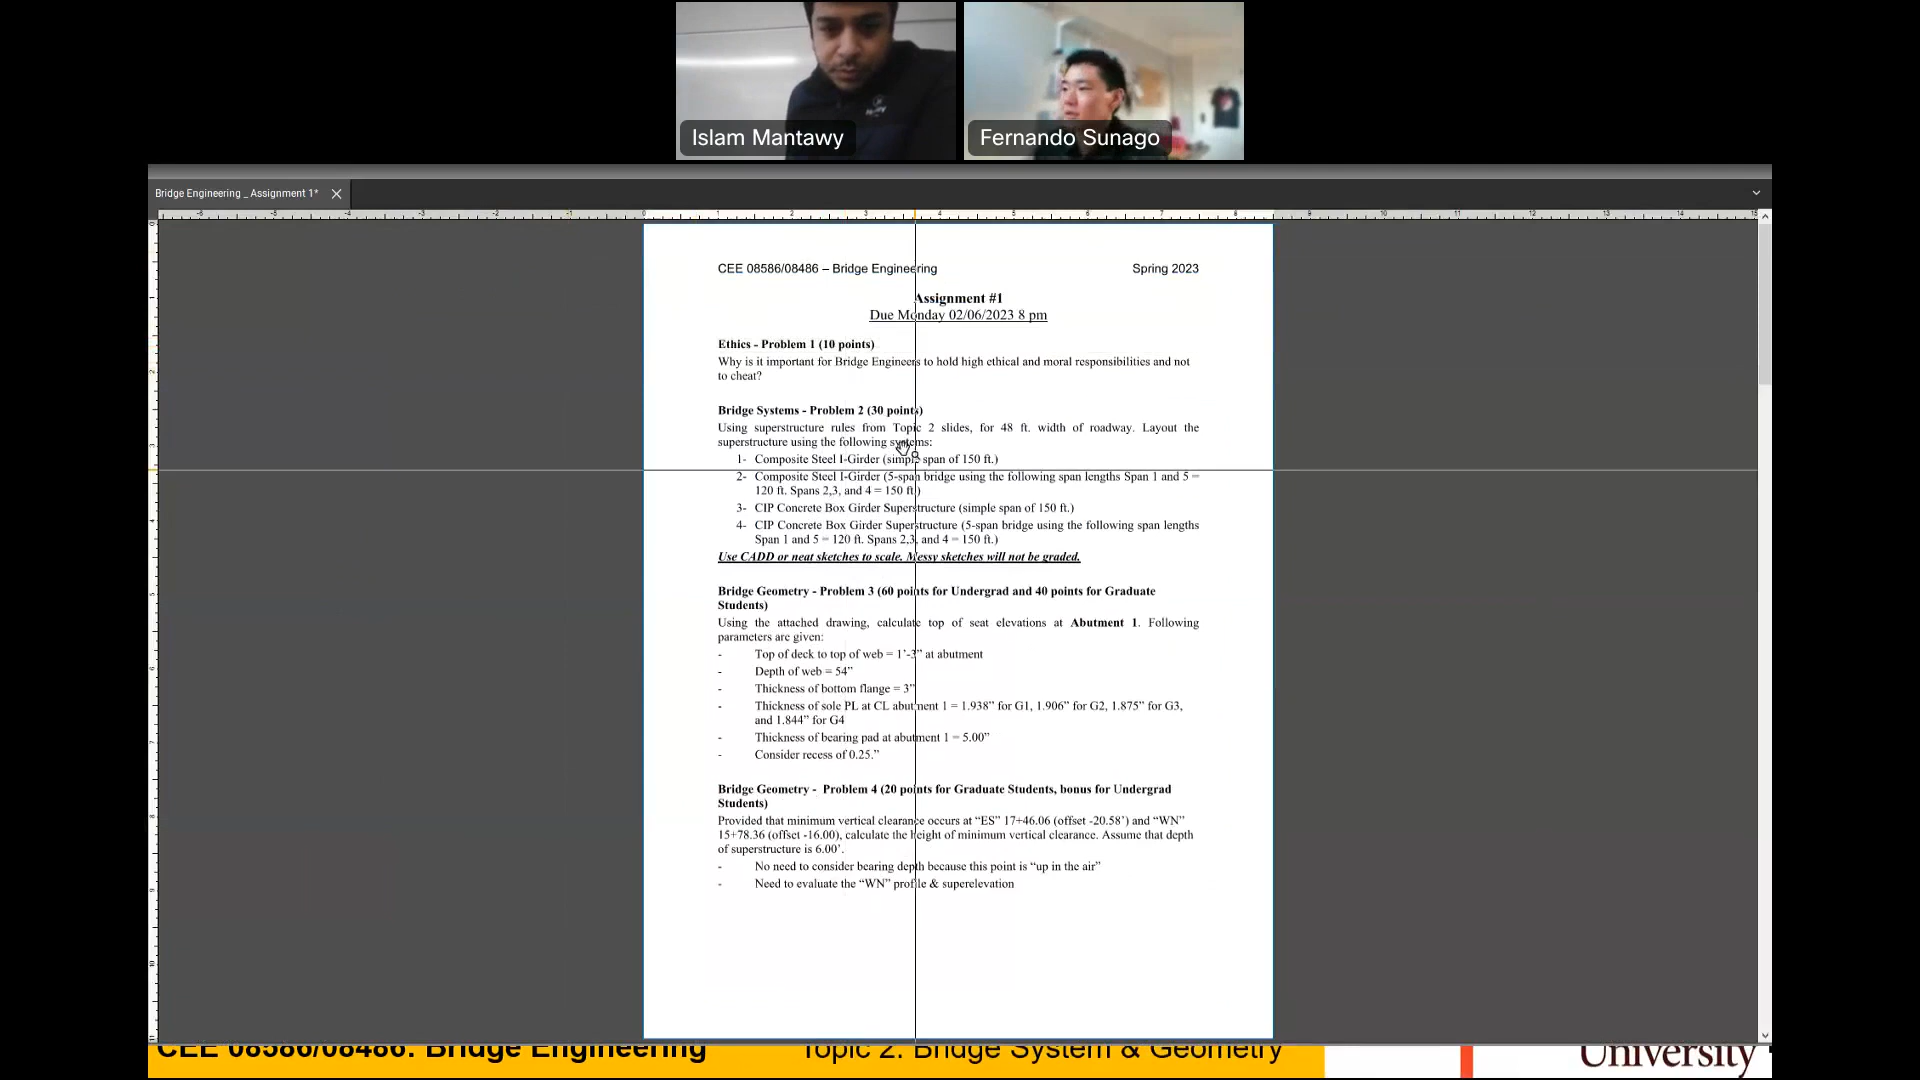 Islam Mantawy
Fernando Sunago
Bridge Engineering _ Assignment 1*
CEE 08586/08486 – Bridge Engineering Spring 2023
Assignment #1
Due Monday 02/06/2023 8 pm
Ethics - Problem 1 (10 points)
Why is it important for Bridge Engineers to hold high ethical and moral responsibilities and not
to cheat?
Bridge Systems - Problem 2 (30 points)
Using superstructure rules from Topic 2 slides, for 48 ft. width of roadway. Layout the
superstructure using the following systems:
1- Composite Steel I-Girder (simple span of 150 ft.)
2- Composite Steel I-Girder (5-span bridge using the following span lengths Span 1 and 5 =
120 ft. Spans 2,3, and 4 = 150 ft.)
3- CIP Concrete Box Girder Superstructure (simple span of 150 ft.)
4- CIP Concrete Box Girder Superstructure (5-span bridge using the following span lengths
Span 1 and 5 = 120 ft. Spans 2,3, and 4 = 150 ft.)
Use CADD or neat sketches to scale. Messy sketches will not be graded.
Bridge Geometry - Problem 3 (60 points for Undergrad and 40 points for Graduate
Students)
Using the attached drawing, calculate top of seat elevations at Abutment 1. Following
parameters are given:
- Top of deck to top of web = 1'-3" at abutment
- Depth of web = 54"
- Thickness of bottom flange = 3"
- Thickness of sole PL at CL abutment 1 = 1.938" for G1, 1.906" for G2, 1.875" for G3,
and 1.844" for G4
- Thickness of bearing pad at abutment 1 = 5.00"
- Consider recess of 0.25."
Bridge Geometry - Problem 4 (20 points for Graduate Students, bonus for Undergrad
Students)
Provided that minimum vertical clearance occurs at "ES" 17+46.06 (offset -20.58') and "WN"
15+78.36 (offset -16.00), calculate the height of minimum vertical clearance. Assume that depth
of superstructure is 6.00'.
- No need to consider bearing depth because this point is "up in the air"
- Need to evaluate the "WN" profile & superelevation
CEE 08586/08486: Bridge Engineering Topic 2: Bridge System & Geometry University